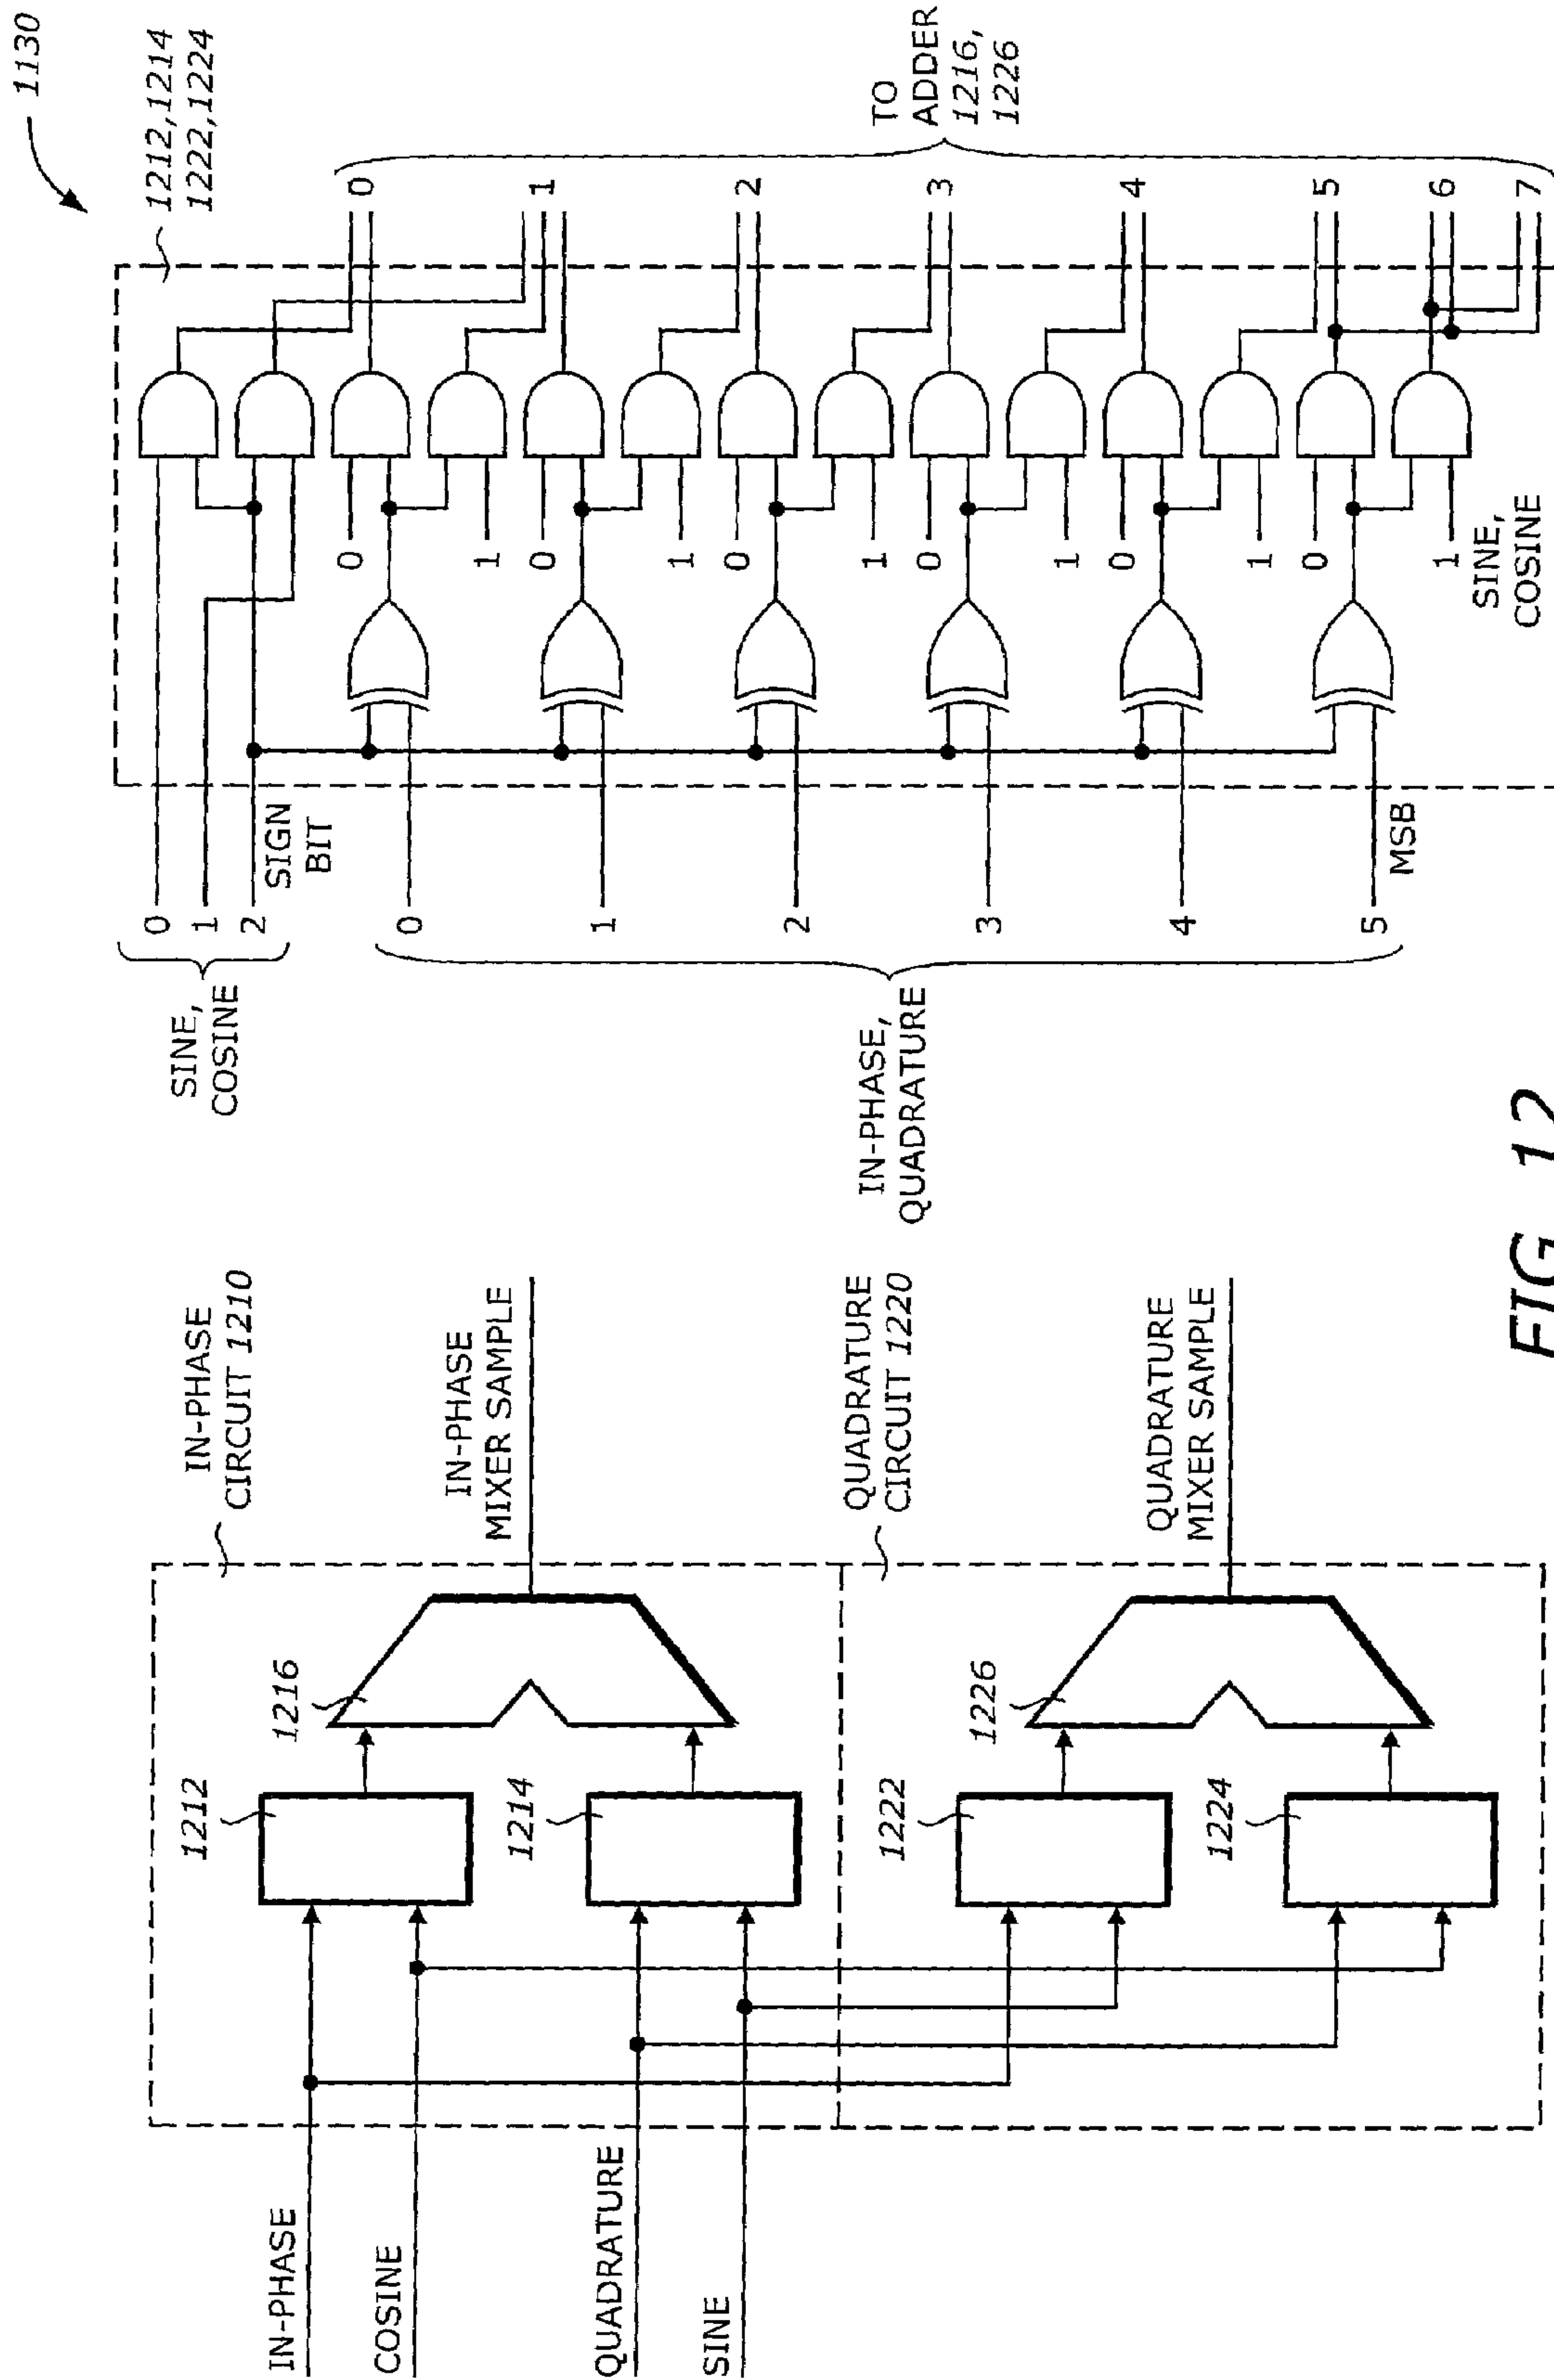 1130
IN-PHASE
CIRCUIT 1210
IN-PHASE
COSINE
QUADRATURE
SINE
1212
1214
1216
IN-PHASE
MIXER SAMPLE
QUADRATURE
CIRCUIT 1220
1222
1224
1226
QUADRATURE
MIXER SAMPLE
SINE,
COSINE
0
1
2
SIGN
BIT
IN-PHASE,
QUADRATURE
0
1
2
3
4
5
MSB
1212,1214
1222,1224
0
1
0
1
0
1
0
1
0
1
0
1
SINE,
COSINE
0
1
2
3
4
5
6
7
TO
ADDER
1216,
1226
FIG. 12